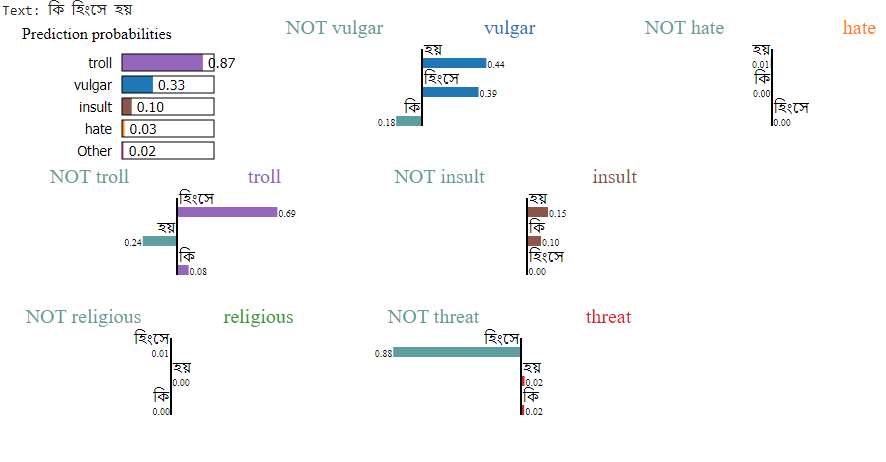 Text: কি হিংসে হয়
Prediction probabilities
troll 0.87
vulgar 0.33
insult 0.10
hate 0.03
Other 0.02
NOT vulgar vulgar
হয়
0.44
হিংসে
0.39
কি
0.18
NOT hate hate
হয়
0.01
কি
0.00
হিংসে
0.00
NOT troll troll
হিংসে
0.69
হয়
0.24
কি
0.08
NOT insult insult
হয়
0.15
কি
0.10
হিংসে
0.00
NOT religious religious
হিংসে
0.01
হয়
0.00
কি
0.00
NOT threat threat
হিংসে
0.88
হয়
0.02
কি
0.02